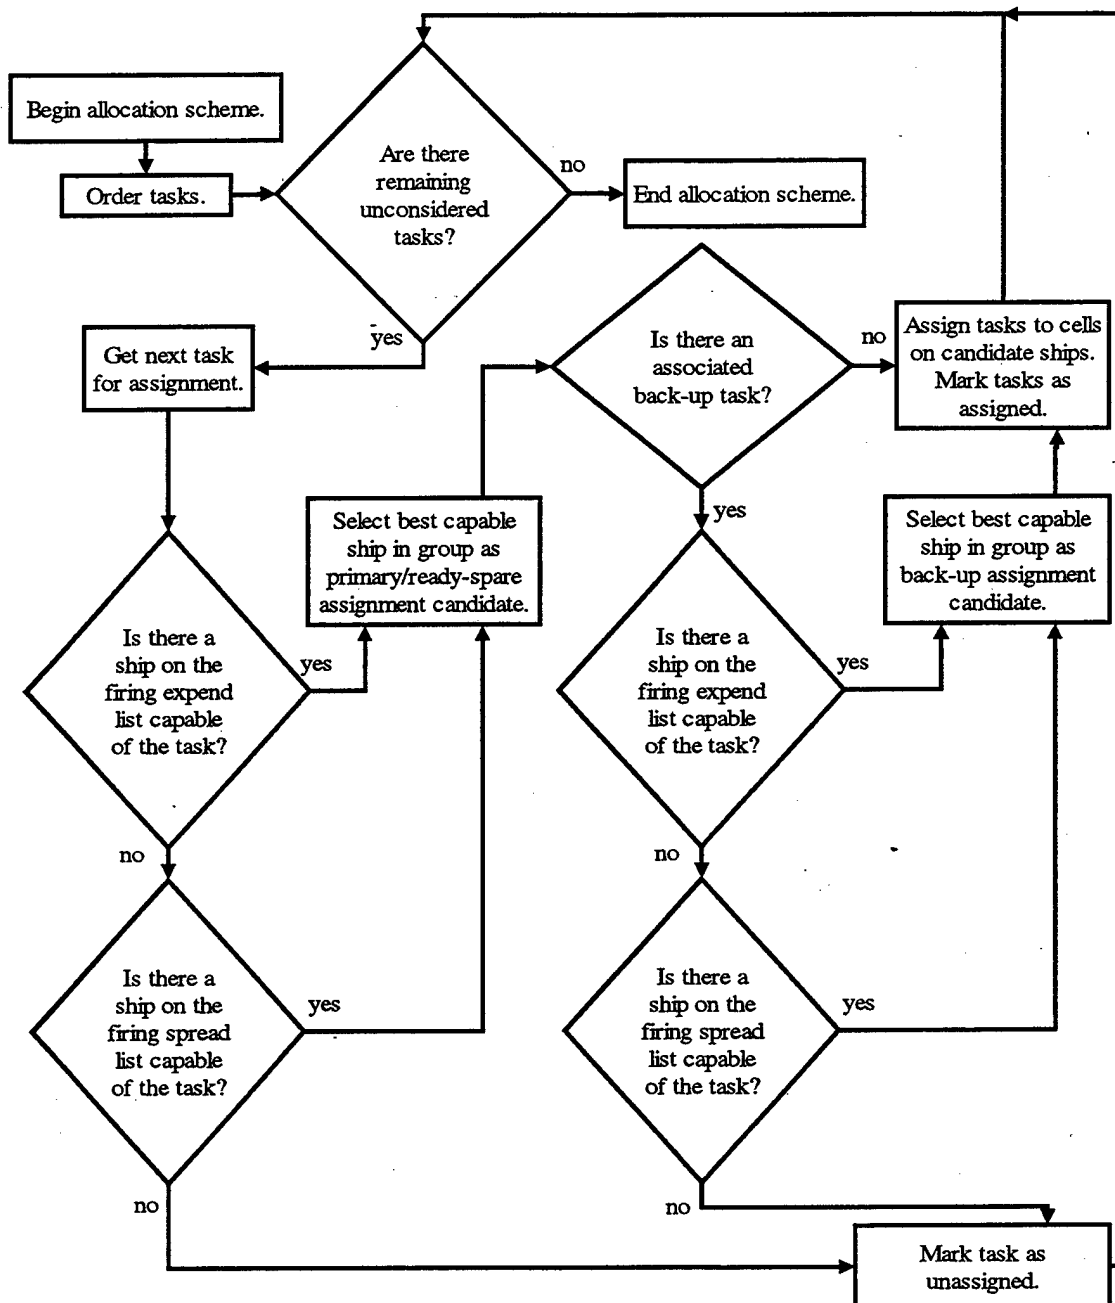 Begin allocation scheme.
Order tasks.
Are there
remaining
unconsidered
tasks?
no
End allocation scheme.
yes
Get next task
for assignment.
Is there an
associated
back-up task?
no
Assign tasks to cells
on candidate ships.
Mark tasks as
assigned.
yes
Select best capable
ship in group as
primary/ready-spare
assignment candidate.
Select best capable
ship in group as
back-up assignment
candidate.
Is there a
ship on the
firing expend
list capable
of the task?
yes
no
Is there a
ship on the
firing expend
list capable
of the task?
yes
no
Is there a
ship on the
firing spread
list capable
of the task?
yes
no
Is there a
ship on the
firing spread
list capable
of the task?
yes
no
Mark task as
unassigned.